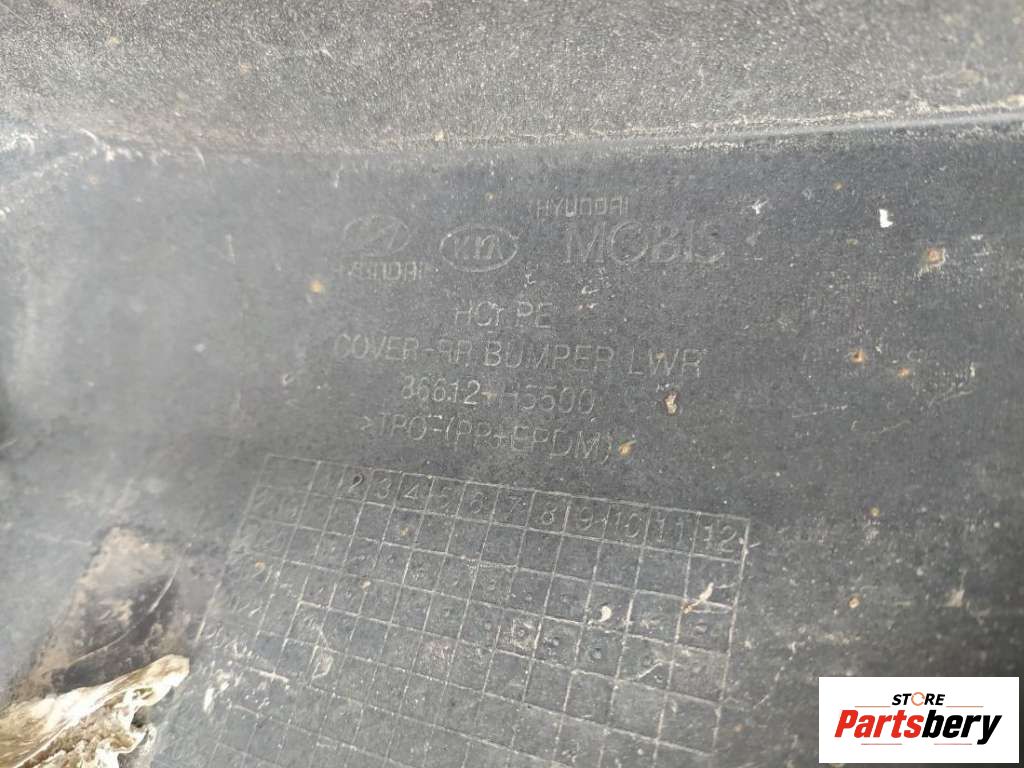 HYUNDAI
HYUNDAI KIA MOBIS
HCr PE
COVER-RR BUMPER LWR
86612-H5500
>TPO(PP+EPDM)
1 2 3 4 5 6 7 8 9 10 11 12
STORE
Partsbery